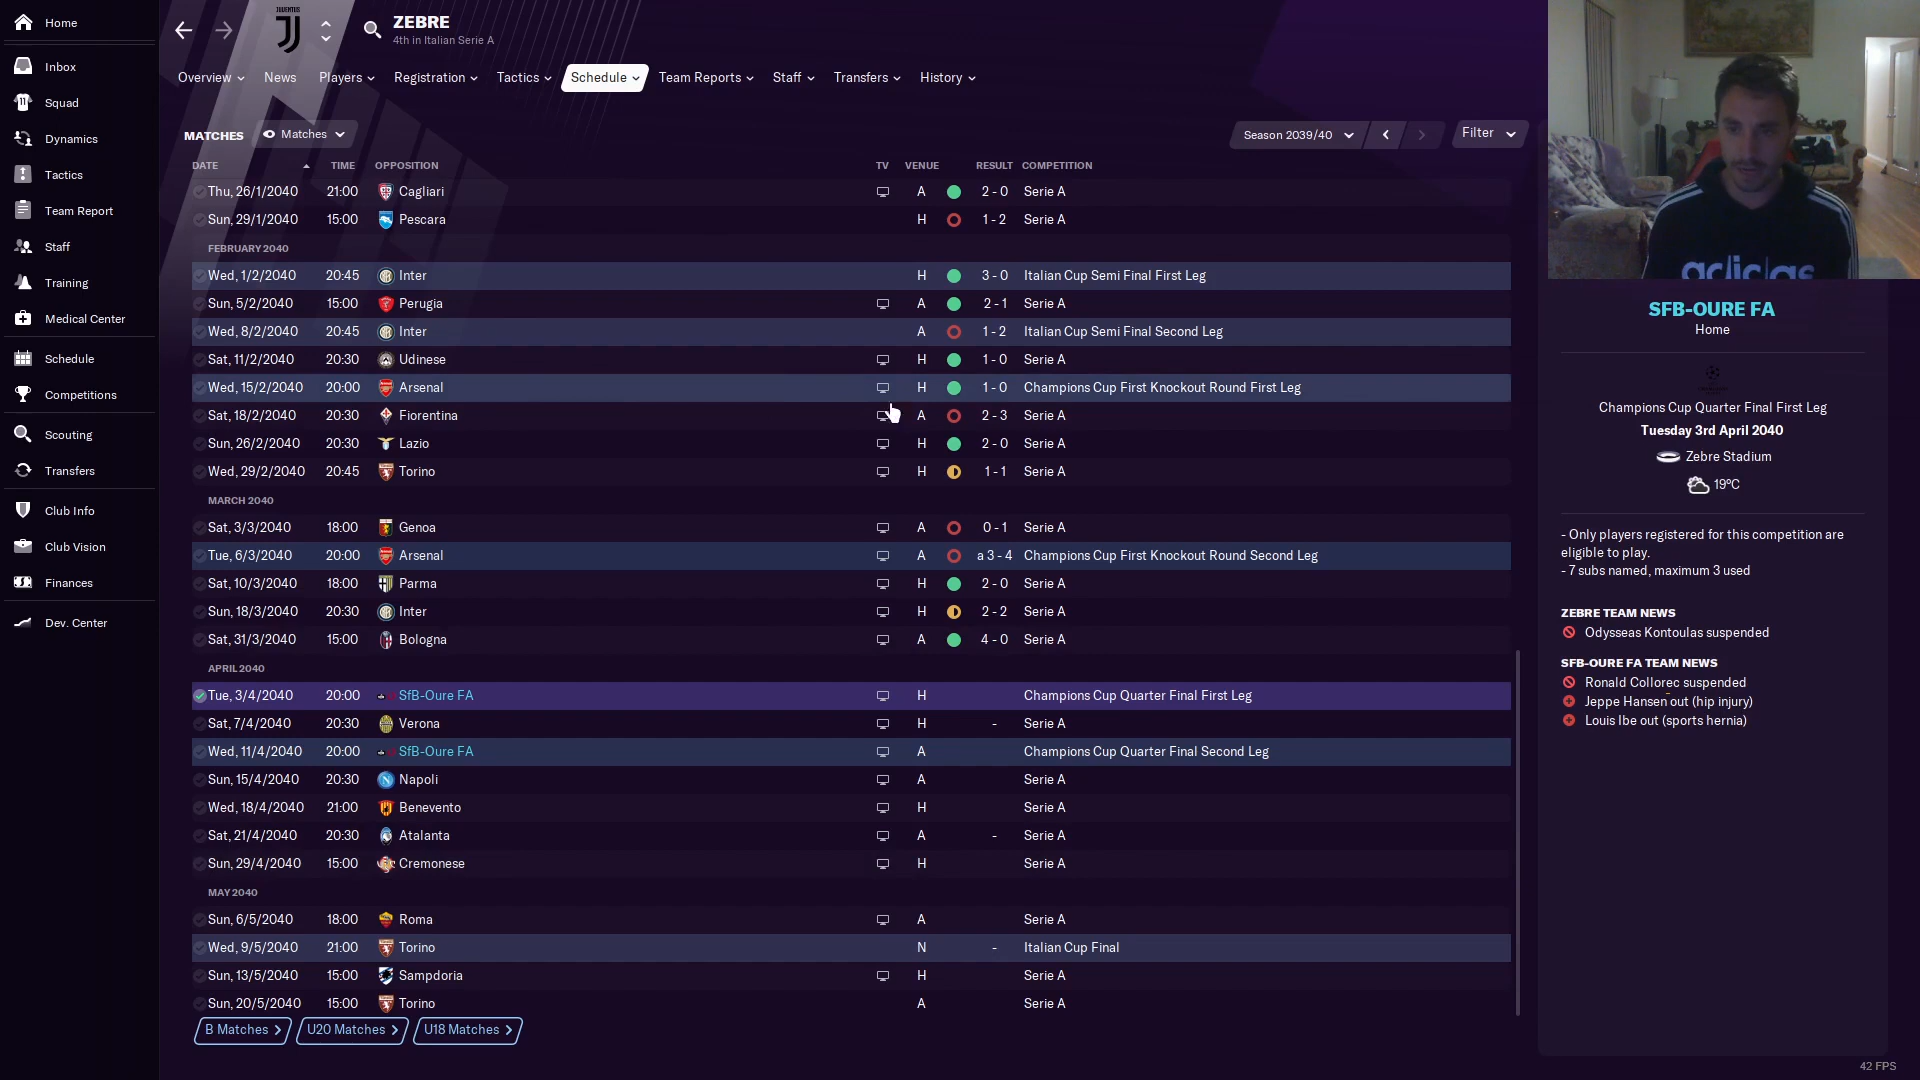 Home
Inbox
Squad
Dynamics
Tactics
Team Report
Staff
Training
Medical Center
Schedule
Competitions
Scouting
Transfers
Club Info
Club Vision
Finances
Dev. Center
JUVENTUS
ZEBRE
4th in Italian Serie A
Overview News Players Registration Tactics Schedule Team Reports Staff Transfers History
MATCHES Matches Season 2039/40 Filter
DATE TIME OPPOSITION TV VENUE RESULT COMPETITION
Thu, 26/1/2040 21:00 Cagliari A 2 - 0 Serie A
Sun, 29/1/2040 15:00 Pescara H 1 - 2 Serie A
FEBRUARY 2040
Wed, 1/2/2040 20:45 Inter H 3 - 0 Italian Cup Semi Final First Leg
Sun, 5/2/2040 15:00 Perugia A 2 - 1 Serie A
Wed, 8/2/2040 20:45 Inter A 1 - 2 Italian Cup Semi Final Second Leg
Sat, 11/2/2040 20:30 Udinese H 1 - 0 Serie A
Wed, 15/2/2040 20:00 Arsenal H 1 - 0 Champions Cup First Knockout Round First Leg
Sat, 18/2/2040 20:30 Fiorentina A 2 - 3 Serie A
Sun, 26/2/2040 20:30 Lazio H 2 - 0 Serie A
Wed, 29/2/2040 20:45 Torino H 1 - 1 Serie A
MARCH 2040
Sat, 3/3/2040 18:00 Genoa A 0 - 1 Serie A
Tue, 6/3/2040 20:00 Arsenal A a 3 - 4 Champions Cup First Knockout Round Second Leg
Sat, 10/3/2040 18:00 Parma H 2 - 0 Serie A
Sun, 18/3/2040 20:30 Inter H 2 - 2 Serie A
Sat, 31/3/2040 15:00 Bologna A 4 - 0 Serie A
APRIL 2040
Tue, 3/4/2040 20:00 SfB-Oure FA H Champions Cup Quarter Final First Leg
Sat, 7/4/2040 20:30 Verona H - Serie A
Wed, 11/4/2040 20:00 SfB-Oure FA A Champions Cup Quarter Final Second Leg
Sun, 15/4/2040 20:30 Napoli A Serie A
Wed, 18/4/2040 21:00 Benevento H Serie A
Sat, 21/4/2040 20:30 Atalanta A - Serie A
Sun, 29/4/2040 15:00 Cremonese H Serie A
MAY 2040
Sun, 6/5/2040 18:00 Roma A Serie A
Wed, 9/5/2040 21:00 Torino N - Italian Cup Final
Sun, 13/5/2040 15:00 Sampdoria H Serie A
Sun, 20/5/2040 15:00 Torino A Serie A
B Matches U20 Matches U18 Matches
adidas
SFB-OURE FA
Home
Champions Cup Quarter Final First Leg
Tuesday 3rd April 2040
Zebre Stadium
19ºC
- Only players registered for this competition are
eligible to play.
- 7 subs named, maximum 3 used
ZEBRE TEAM NEWS
Odysseas Kontoulas suspended
SFB-OURE FA TEAM NEWS
Ronald Collorec suspended
Jeppe Hansen out (hip injury)
Louis Ibe out (sports hernia)
42 FPS